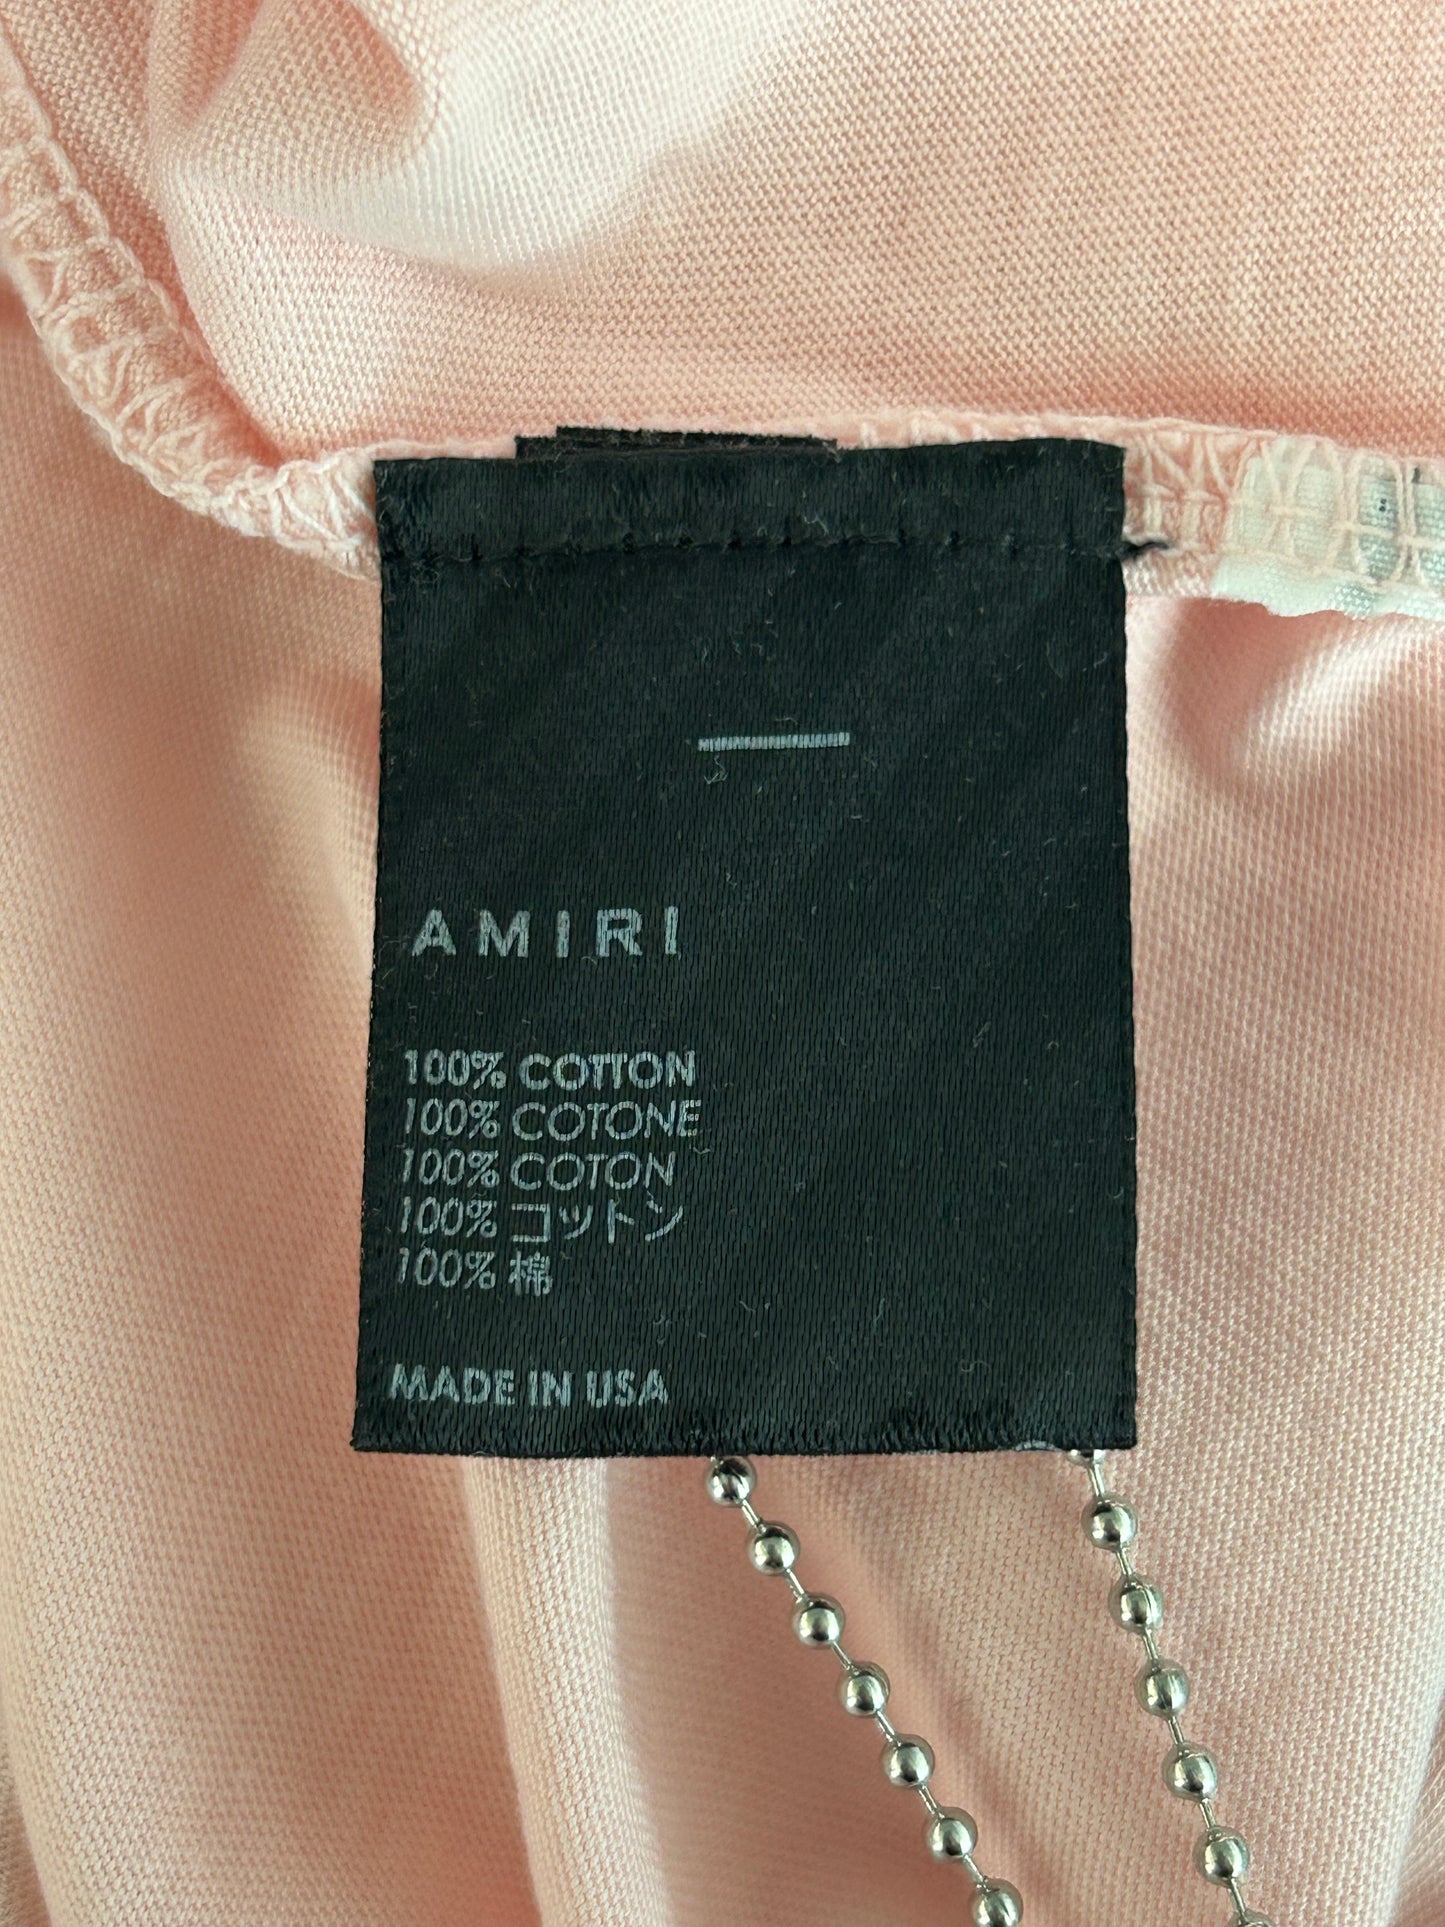 AMIRI
100% COTTON
100% COTONE
100% COTON
100% コットン
100% 棉
MADE IN USA